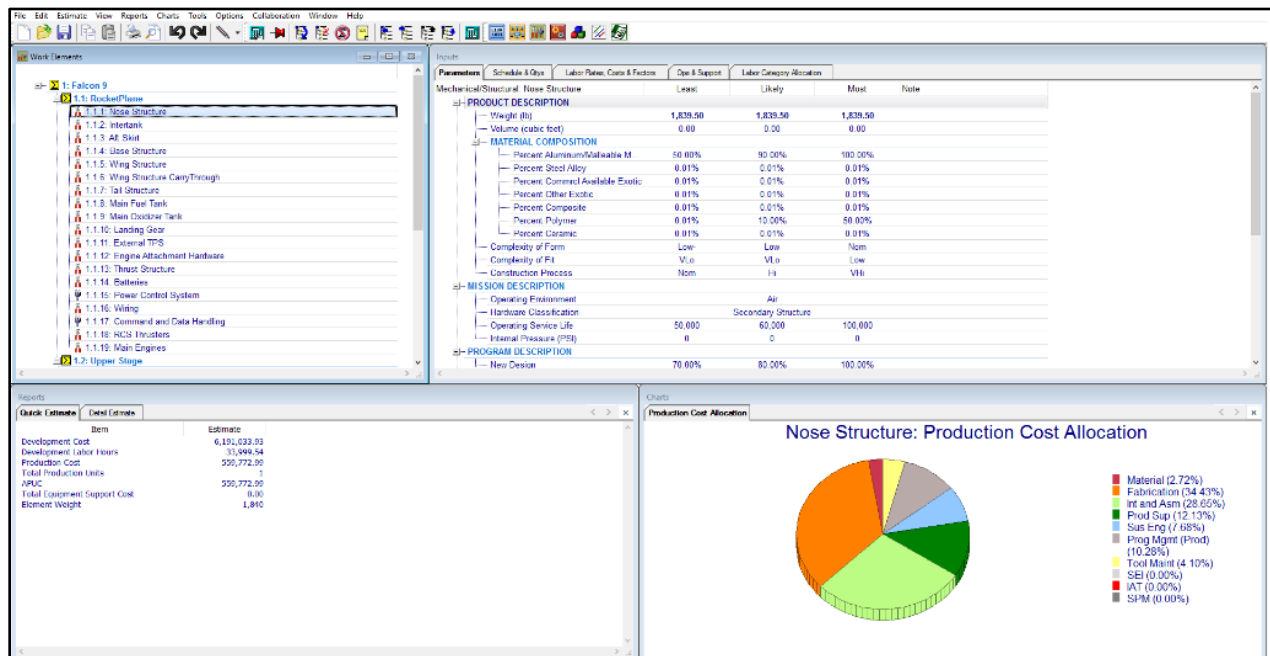 File Edit Estimate View Reports Charts Tools Options Collaboration Window Help
Work Elements
1: Falcon 9
1.1: RocketPlane
1.1.1: Nose Structure
1.1.2: Intertank
1.1.3: Aft Skirt
1.1.4: Base Structure
1.1.5: Wing Structure
1.1.6: Wing Structure CarryThrough
1.1.7: Tail Structure
1.1.8: Main Fuel Tank
1.1.9: Main Oxidizer Tank
1.1.10: Landing Gear
1.1.11: External TPS
1.1.12: Engine Attachment Hardware
1.1.13: Thrust Structure
1.1.14: Batteries
1.1.15: Power Control System
1.1.16: Wiring
1.1.17: Command and Data Handling
1.1.18: RCS Thrusters
1.1.19: Main Engines
1.2: Upper Stage
Inputs
Parameters Schedule & Qtys Labor Rates, Costs & Factors Ops & Support Labor Category Allocation
Mechanical/Structural: Nose Structure Least Likely Most Note
PRODUCT DESCRIPTION
Weight (lb) 1,839.50 1,839.50 1,839.50
Volume (cubic feet) 0.00 0.00 0.00
MATERIAL COMPOSITION
Percent Aluminum/Malleable M 50.00% 90.00% 100.00%
Percent Steel Alloy 0.01% 0.01% 0.01%
Percent Commrcl Available Exotic 0.01% 0.01% 0.01%
Percent Other Exotic 0.01% 0.01% 0.01%
Percent Composite 0.01% 0.01% 0.01%
Percent Polymer 0.01% 10.00% 50.00%
Percent Ceramic 0.01% 0.01% 0.01%
Complexity of Form Low- Low Nom
Complexity of Fit VLo VLo Low
Construction Process Nom Hi VHi
MISSION DESCRIPTION
Operating Environment Air
Hardware Classification Secondary Structure
Operating Service Life 50,000 60,000 100,000
Internal Pressure (PSI) 0 0 0
PROGRAM DESCRIPTION
New Design 70.00% 80.00% 100.00%
Reports
Quick Estimate Detail Estimate
Item Estimate
Development Cost 6,191,033.93
Development Labor Hours 33,999.54
Production Cost 559,772.99
Total Production Units 1
APUC 559,772.99
Total Equipment Support Cost 0.00
Element Weight 1,840
Charts
Production Cost Allocation
Nose Structure: Production Cost Allocation
Material (2.72%)
Fabrication (34.43%)
Int and Asm (28.65%)
Prod Sup (12.13%)
Sus Eng (7.68%)
Prog Mgmt (Prod)
(10.28%)
Tool Maint (4.10%)
SEI (0.00%)
IAT (0.00%)
SPM (0.00%)